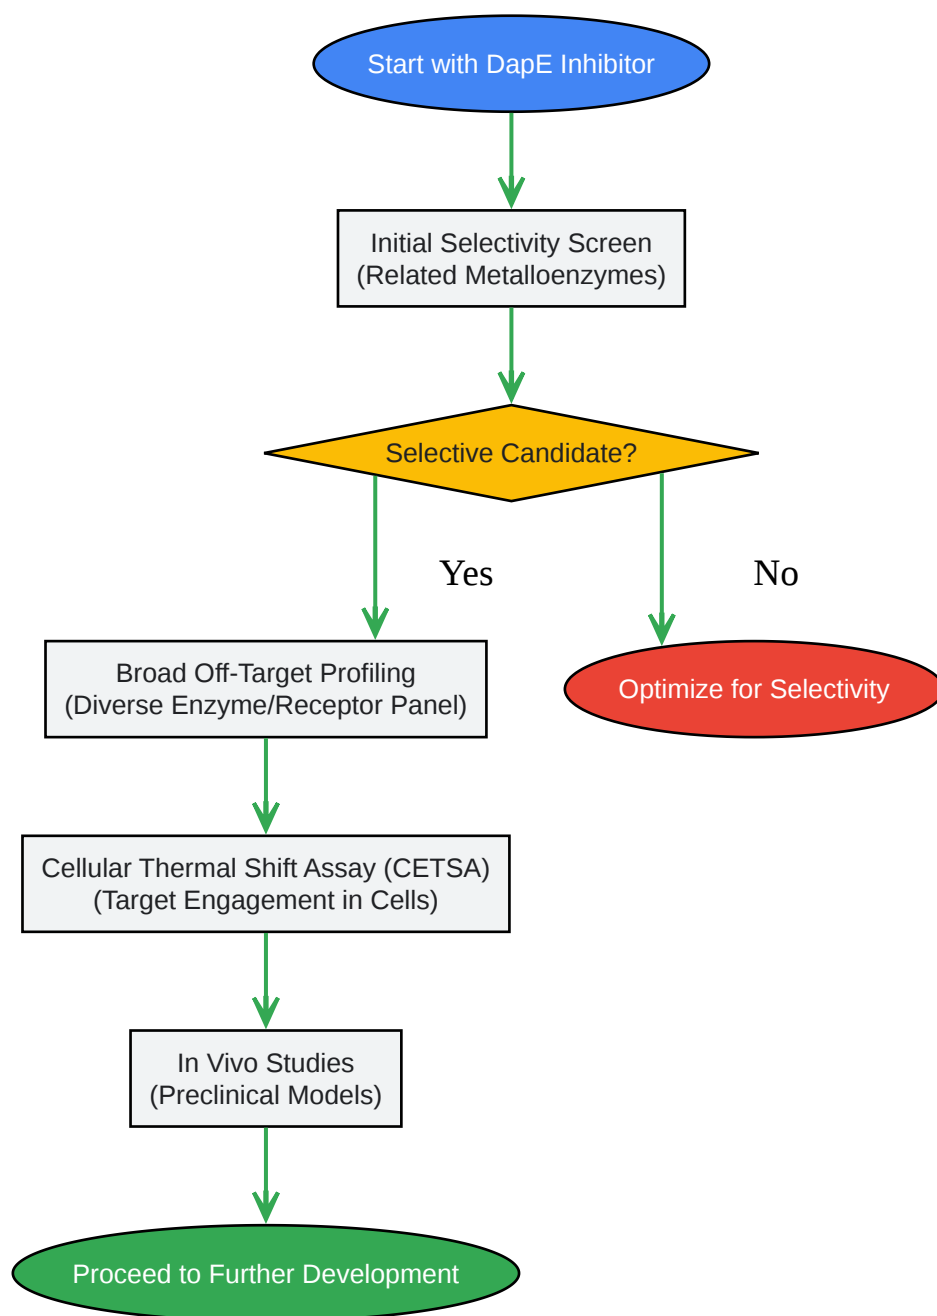 Start with DapE Inhibitor
Initial Selectivity Screen
(Related Metalloenzymes)
Selective Candidate?
Yes
No
Broad Off-Target Profiling
(Diverse Enzyme/Receptor Panel)
Optimize for Selectivity
Cellular Thermal Shift Assay (CETSA)
(Target Engagement in Cells)
In Vivo Studies
(Preclinical Models)
Proceed to Further Development